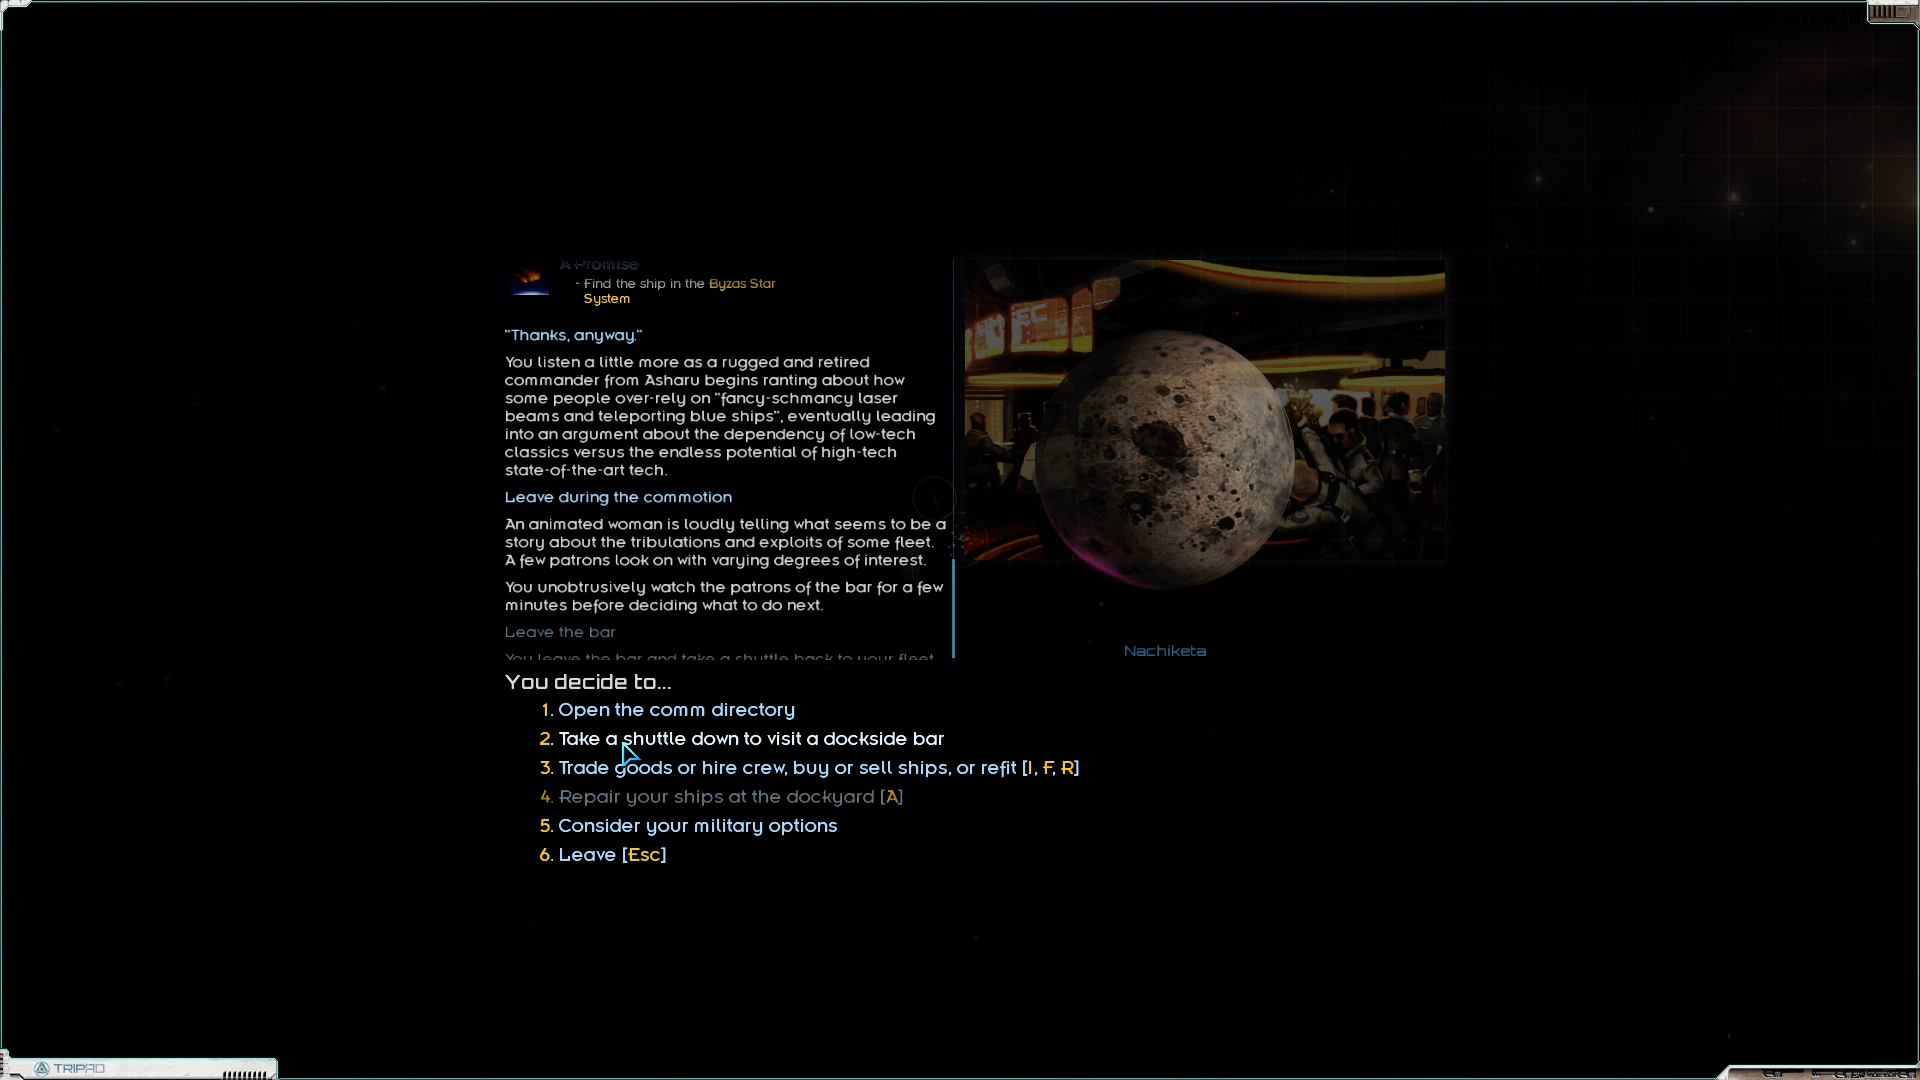 A Promise
- Find the ship in the Byzas Star
System
"Thanks, anyway."
You listen a little more as a rugged and retired
commander from Asharu begins ranting about how
some people over-rely on "fancy-schmancy laser
beams and teleporting blue ships", eventually leading
into an argument about the dependency of low-tech
classics versus the endless potential of high-tech
state-of-the-art tech.
Leave during the commotion
An animated woman is loudly telling what seems to be a
story about the tribulations and exploits of some fleet.
A few patrons look on with varying degrees of interest.
You unobtrusively watch the patrons of the bar for a few
minutes before deciding what to do next.
Leave the bar
You leave the bar and take a shuttle back to your fleet
Nachiketa
You decide to...
1. Open the comm directory
2. Take a shuttle down to visit a dockside bar
3. Trade goods or hire crew, buy or sell ships, or refit [I, F, R]
4. Repair your ships at the dockyard [A]
5. Consider your military options
6. Leave [Esc]
TRIPAD